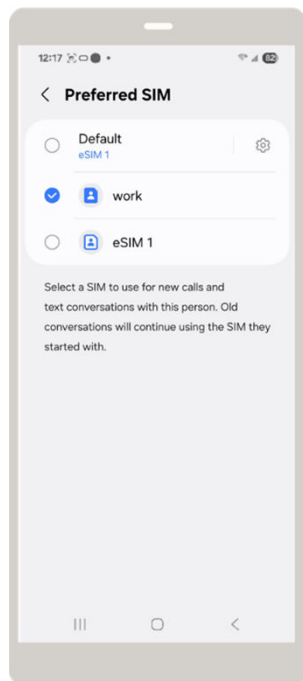 12:17
82
Preferred SIM
Default
eSIM 1
work
eSIM 1
Select a SIM to use for new calls and
text conversations with this person. Old
conversations will continue using the SIM they
started with.